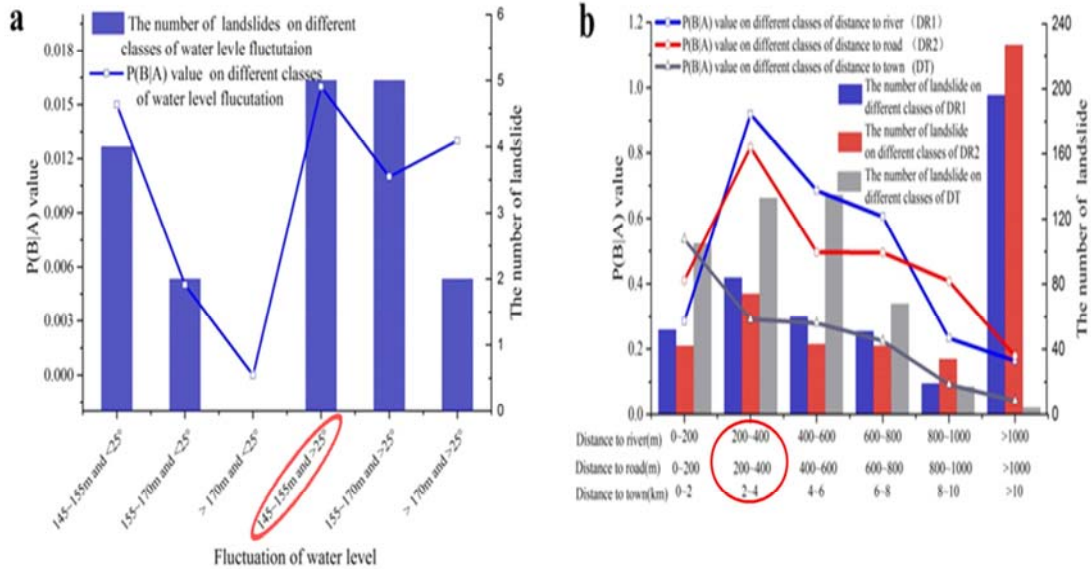 a
The number of landslides on different
classes of water levle fluctutaion
P(B|A) value on different classes
of water level flucutation
0.018
0.015
0.012
0.009
0.006
0.003
0.000
P(B|A) value
6
5
4
3
2
1
0
The number of landslide
145~155m and <25°
155~170m and <25°
> 170m and <25°
145~155m and >25°
155~170m and >25°
> 170m and >25°
Fluctuation of water level
b
P(B|A) value on different classes of distance to river (DR1)
P(B|A) value on different classes of distance to road (DR2)
P(B|A) value on different classes of distance to town (DT)
The number of landslide on
different classes of DR1
The number of landslide
on different classes of DR2
The number of landslide on
different classes of DT
1.2
1.0
0.8
0.6
0.4
0.2
0.0
P(B|A) value
240
200
160
120
80
40
0
The number of landslide
Distance to river(m) 0~200 200~400 400~600 600~800 800~1000 >1000
Distance to road(m) 0~200 200~400 400~600 600~800 800~1000 >1000
Distance to town(km) 0~2 2~4 4~6 6~8 8~10 >10